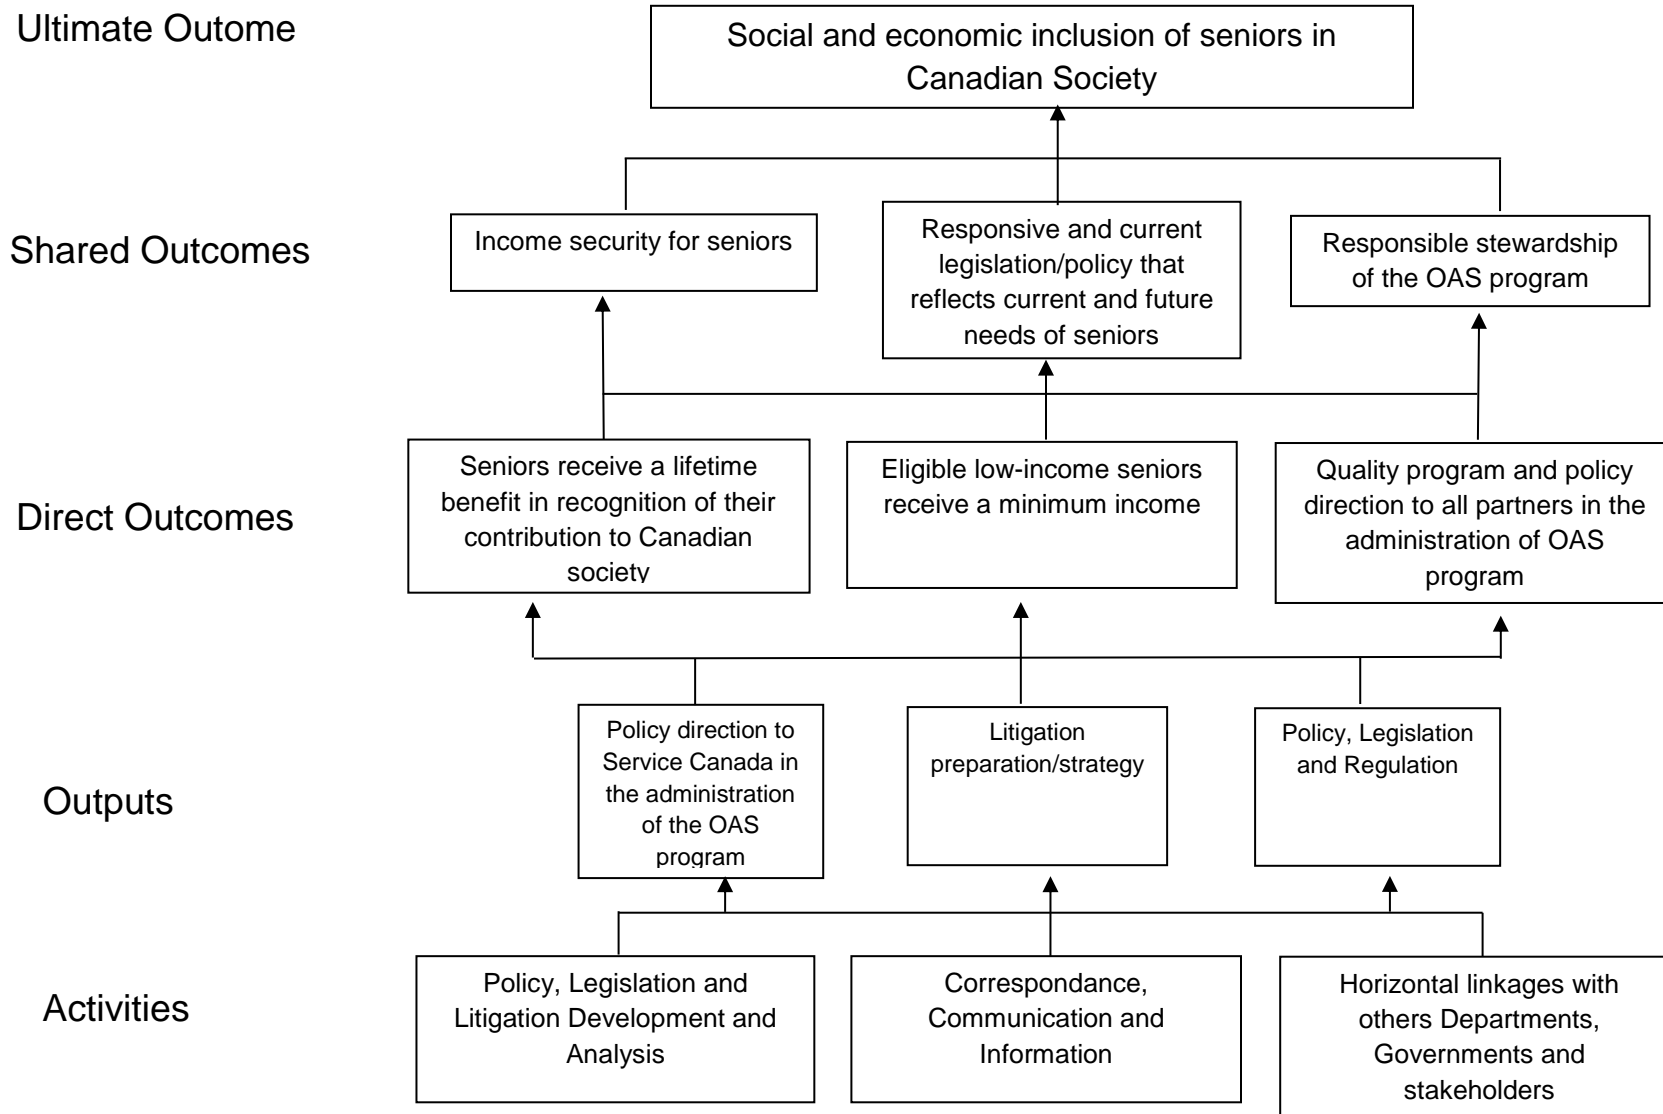 Ultimate Outome
Social and economic inclusion of seniors in
Canadian Society
Shared Outcomes
Income security for seniors
Responsive and current
legislation/policy that
reflects current and future
needs of seniors
Responsible stewardship
of the OAS program
Direct Outcomes
Seniors receive a lifetime
benefit in recognition of their
contribution to Canadian
society
Eligible low-income seniors
receive a minimum income
Quality program and policy
direction to all partners in the
administration of OAS
program
Outputs
Policy direction to
Service Canada in
the administration
of the OAS
program
Litigation
preparation/strategy
Policy, Legislation
and Regulation
Activities
Policy, Legislation and
Litigation Development and
Analysis
Correspondance,
Communication and
Information
Horizontal linkages with
others Departments,
Governments and
stakeholders